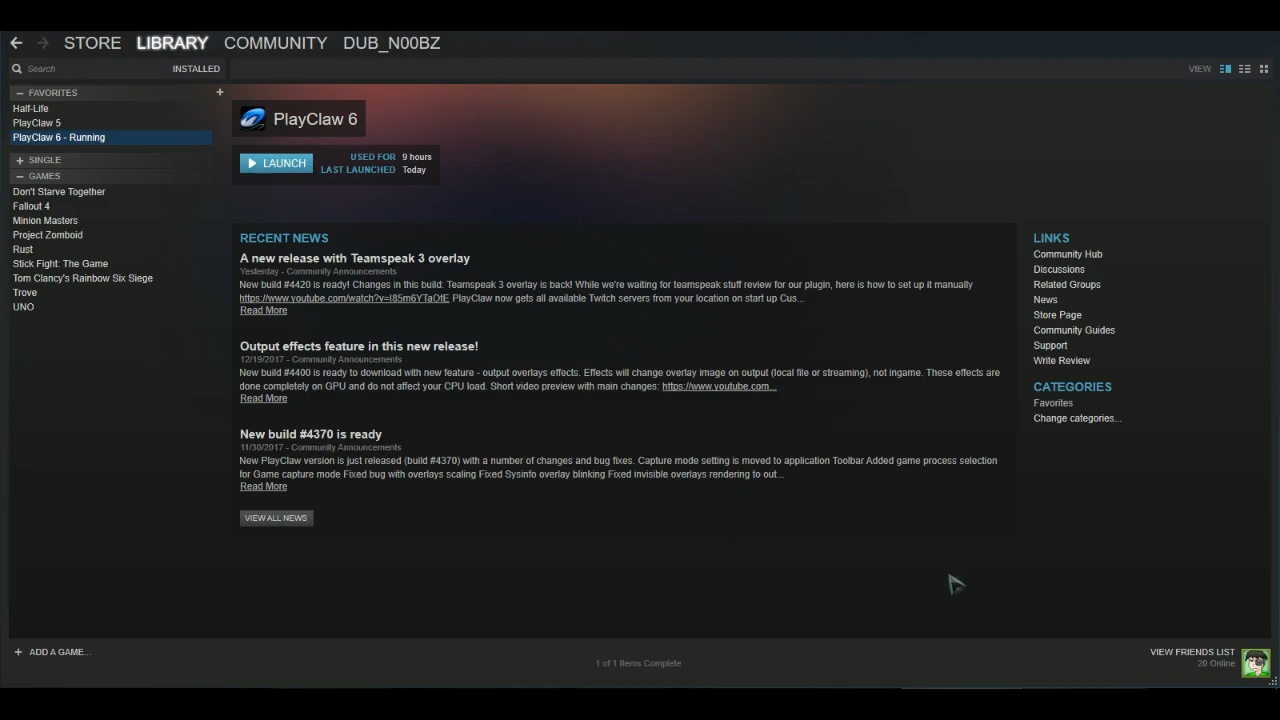 STORE LIBRARY COMMUNITY DUB_N00BZ
Search INSTALLED VIEW
FAVORITES
Half-Life
PlayClaw 5
PlayClaw 6 - Running
SINGLE
GAMES
Don't Starve Together
Fallout 4
Minion Masters
Project Zomboid
Rust
Stick Fight: The Game
Tom Clancy's Rainbow Six Siege
Trove
UNO
PlayClaw 6
LAUNCH
USED FOR 9 hours
LAST LAUNCHED Today
RECENT NEWS
A new release with Teamspeak 3 overlay
Yesterday - Community Announcements
New build #4420 is ready! Changes in this build: Teamspeak 3 overlay is back! While we're waiting for teamspeak stuff review for our plugin, here is how to set up it manually
https://www.youtube.com/watch?v=I85m6YTaOtE PlayClaw now gets all available Twitch servers from your location on start up Cus...
Read More
Output effects feature in this new release!
12/19/2017 - Community Announcements
New build #4400 is ready to download with new feature - output overlays effects. Effects will change overlay image on output (local file or streaming), not ingame. These effects are
done completely on GPU and do not affect your CPU load. Short video preview with main changes: https://www.youtube.com...
Read More
New build #4370 is ready
11/30/2017 - Community Announcements
New PlayClaw version is just released (build #4370) with a number of changes and bug fixes. Capture mode setting is moved to application Toolbar Added game process selection
for Game capture mode Fixed bug with overlays scaling Fixed Sysinfo overlay blinking Fixed invisible overlays rendering to out...
Read More
VIEW ALL NEWS
LINKS
Community Hub
Discussions
Related Groups
News
Store Page
Community Guides
Support
Write Review
CATEGORIES
Favorites
Change categories...
ADD A GAME...
1 of 1 Items Complete
VIEW FRIENDS LIST
26 Online